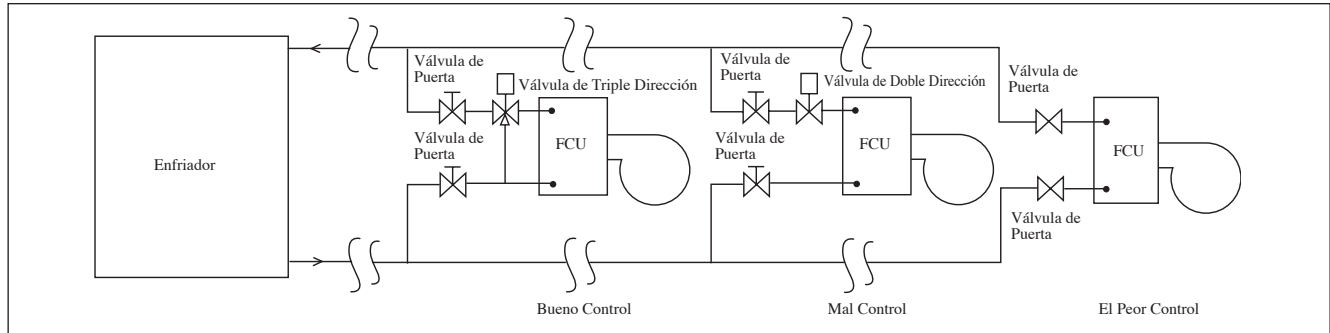 Enfriador
Válvula de
Puerta
Válvula de Triple Dirección
Válvula de
Puerta
FCU
Bueno Control
Válvula de
Puerta
Válvula de Doble Dirección
Válvula de
Puerta
FCU
Mal Control
Válvula de
Puerta
FCU
Válvula de
Puerta
El Peor Control